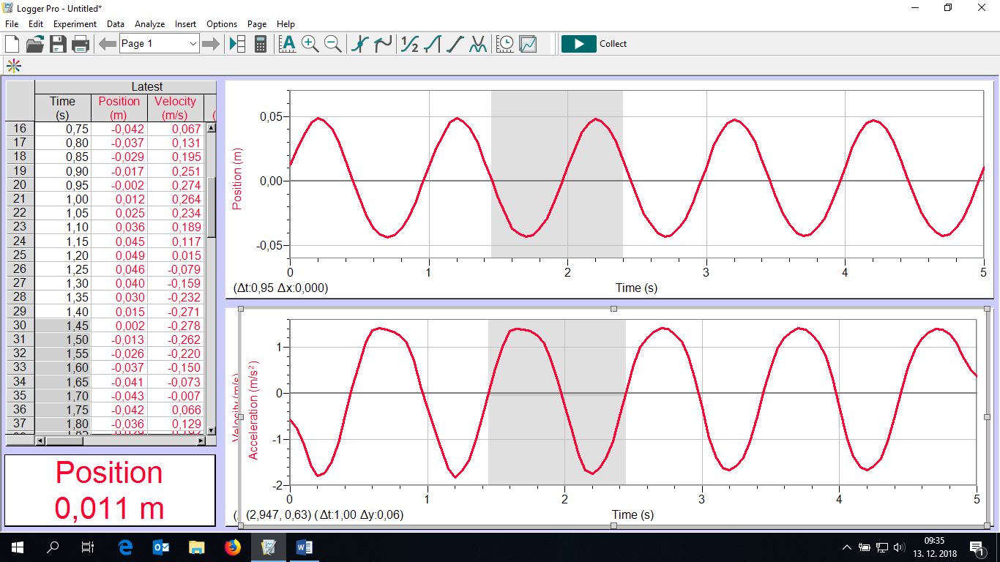 Logger Pro - Untitled*
File Edit Experiment Data Analyze Insert Options Page Help
Page 1
Collect
Latest
Time (s) Position (m) Velocity (m/s) (
16 0,75 -0,042 0,067
17 0,80 -0,037 0,131
18 0,85 -0,029 0,195
19 0,90 -0,017 0,251
20 0,95 -0,002 0,274
21 1,00 0,012 0,264
22 1,05 0,025 0,234
23 1,10 0,036 0,189
24 1,15 0,045 0,117
25 1,20 0,049 0,015
26 1,25 0,046 -0,079
27 1,30 0,040 -0,159
28 1,35 0,030 -0,232
29 1,40 0,015 -0,271
30 1,45 0,002 -0,278
31 1,50 -0,013 -0,262
32 1,55 -0,026 -0,220
33 1,60 -0,037 -0,150
34 1,65 -0,041 -0,073
35 1,70 -0,043 -0,007
36 1,75 -0,042 0,066
37 1,80 -0,036 0,129
Position
0,011 m
Position (m)
0,05
0,00
-0,05
0 1 2 3 4 5
(Δt:0,95 Δx:0,000)
Time (s)
Velocity (m/s)
Acceleration (m/s²)
1
0
-1
-2
0 1 2 3 4 5
(2,947, 0,63) (Δt:1,00 Δy:0,06)
Time (s)
09:35
13. 12. 2018
1